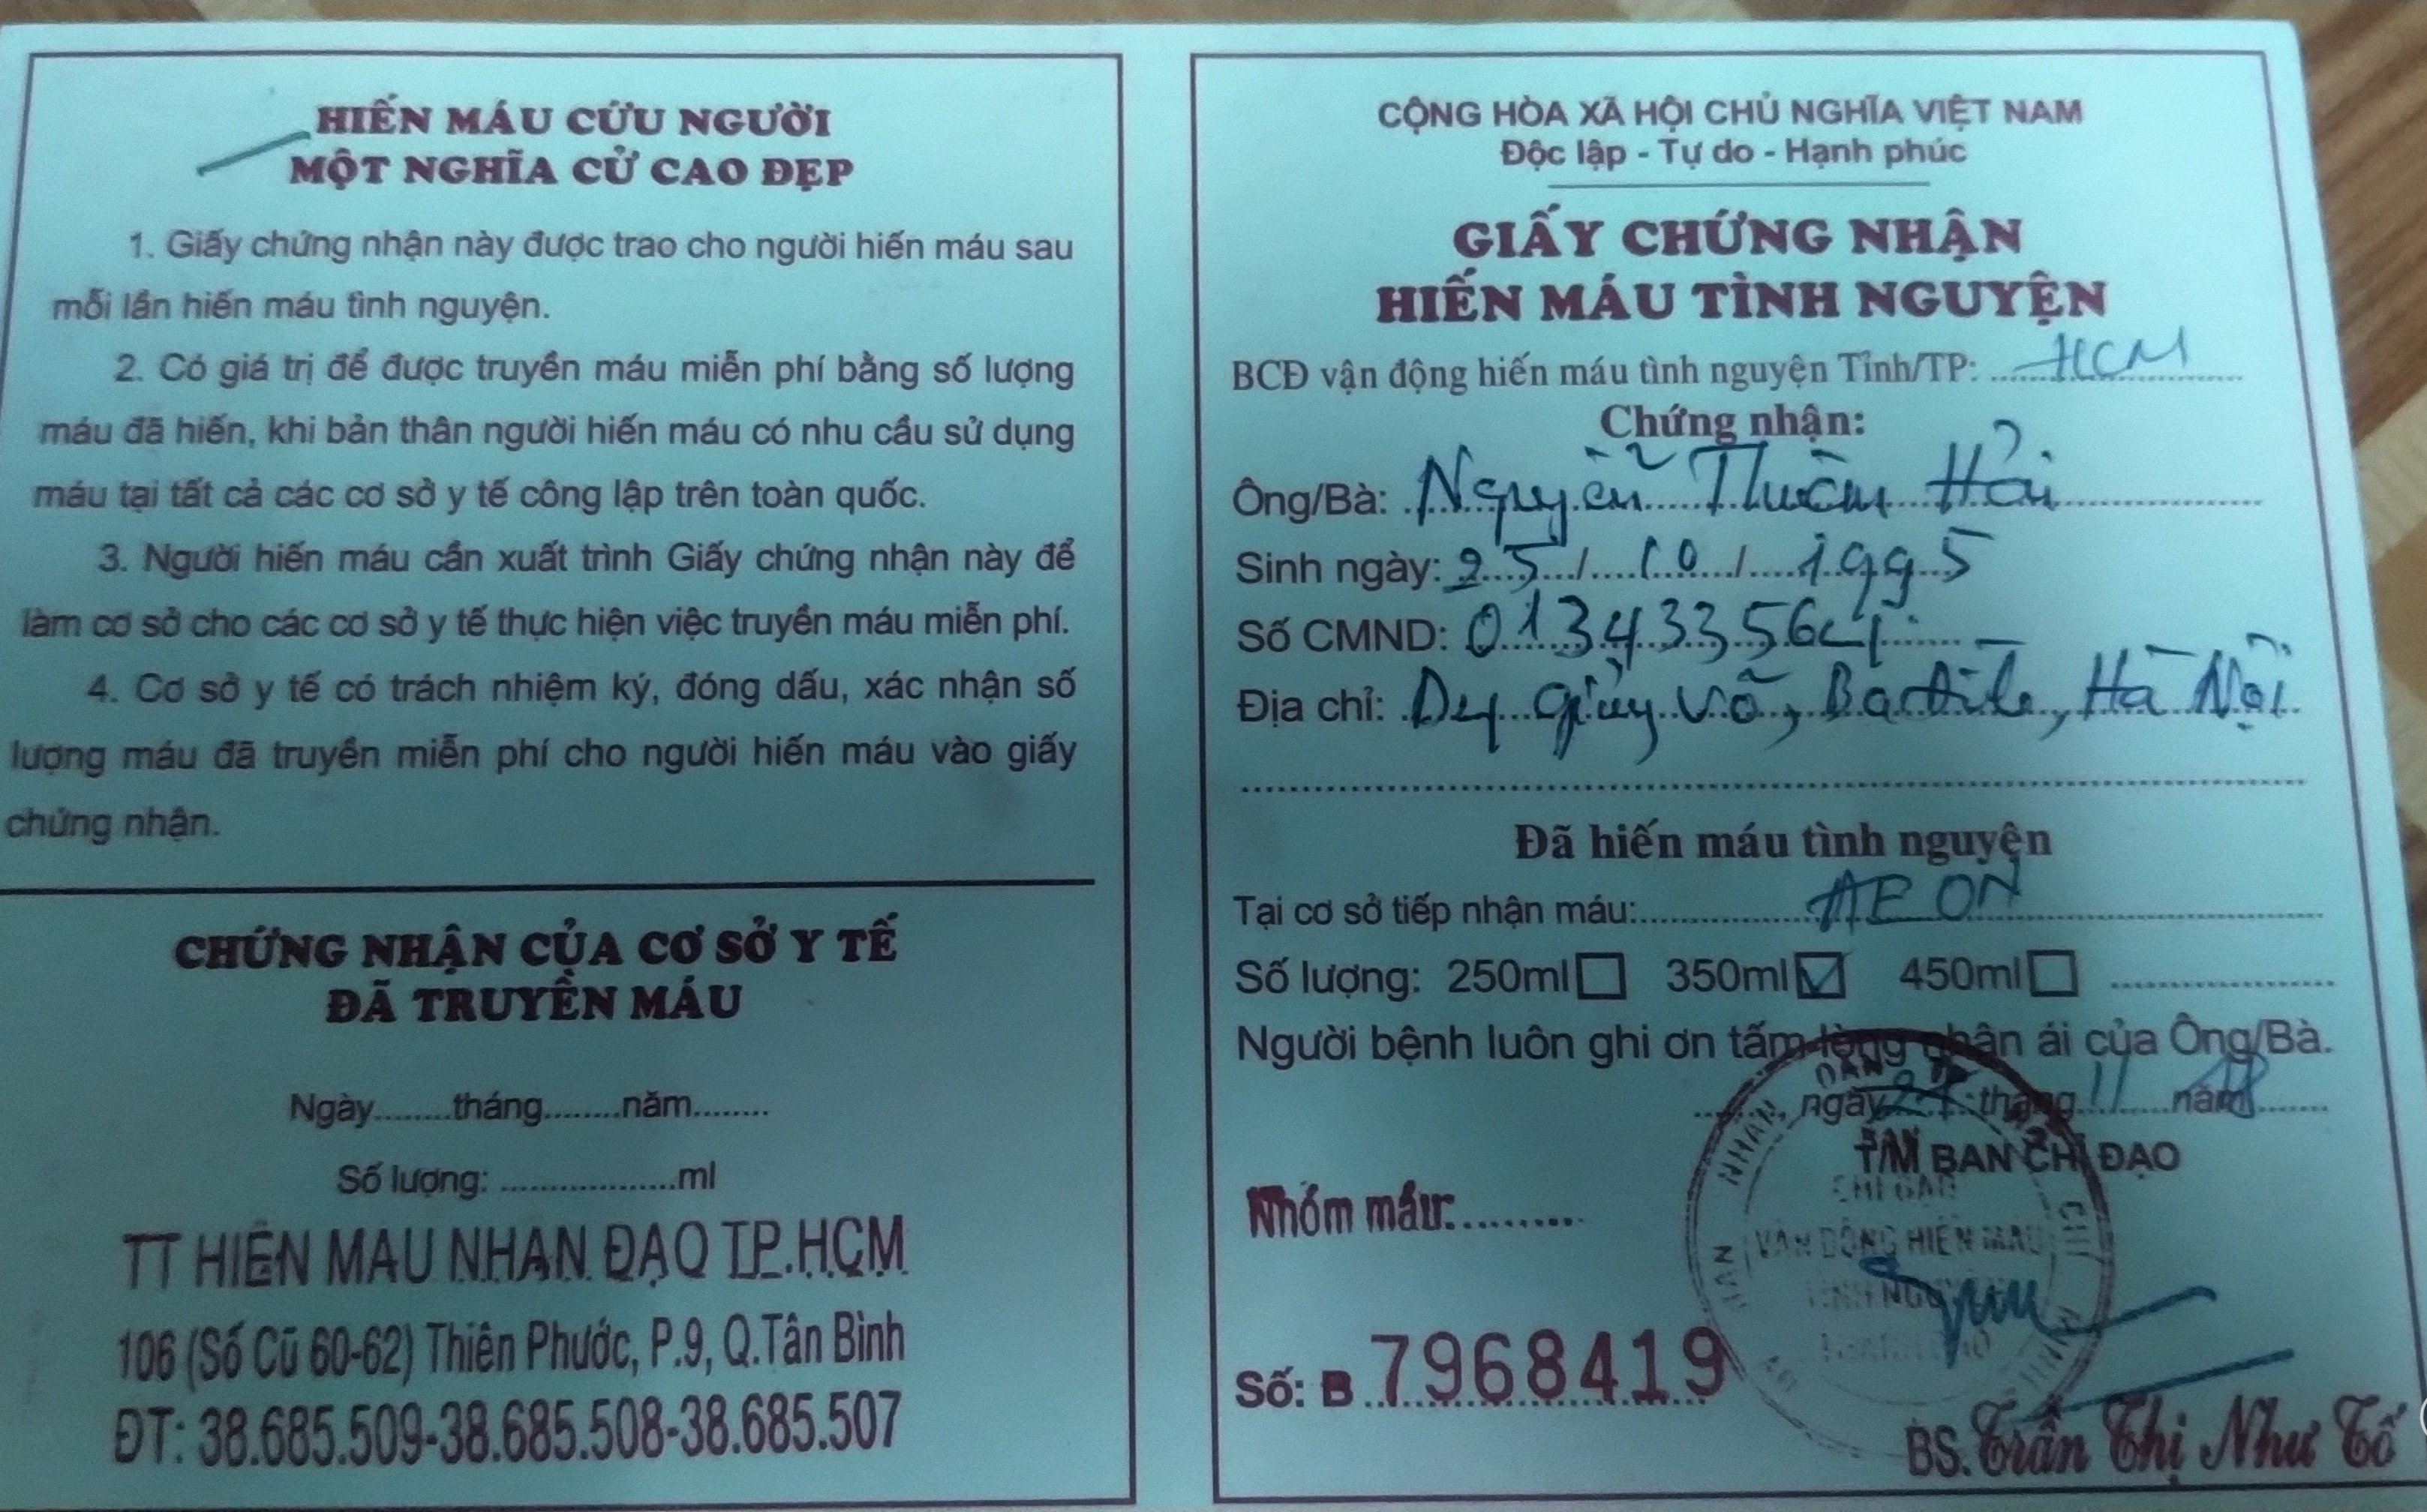 HIẾN MÁU CỨU NGƯỜI
MỘT NGHĨA CỬ CAO ĐẸP
1. Giấy chứng nhận này được trao cho người hiến máu sau
mỗi lần hiến máu tình nguyện.
2. Có giá trị để được truyền máu miễn phí bằng số lượng
máu đã hiến, khi bản thân người hiến máu có nhu cầu sử dụng
máu tại tất cả các cơ sở y tế công lập trên toàn quốc.
3. Người hiến máu cần xuất trình Giấy chứng nhận này để
làm cơ sở cho các cơ sở y tế thực hiện việc truyền máu miễn phí.
4. Cơ sở y tế có trách nhiệm ký, đóng dấu, xác nhận số
lượng máu đã truyền miễn phí cho người hiến máu vào giấy
chứng nhận.
CHỨNG NHẬN CỦA CƠ SỞ Y TẾ
ĐÃ TRUYỀN MÁU
Ngày........tháng........năm........
Số lượng: ...................ml
TT HIẾN MÁU NHÂN ĐẠO TP.HCM
106 (Số Cũ 60-62) Thiên Phước, P.9, Q.Tân Bình
ĐT: 38.685.509-38.685.508-38.685.507
CỘNG HÒA XÃ HỘI CHỦ NGHĨA VIỆT NAM
Độc lập - Tự do - Hạnh phúc
GIẤY CHỨNG NHẬN
HIẾN MÁU TÌNH NGUYỆN
BCĐ vận động hiến máu tình nguyện Tỉnh/TP: HCM
Chứng nhận:
Ông/Bà: Nguyễn Hải
Sinh ngày: 25/10/1995
Số CMND: 013433564
Địa chỉ: Giảng Võ, Ba Đình, Hà Nội
Đã hiến máu tình nguyện
Tại cơ sở tiếp nhận máu: AEON
Số lượng: 250ml 350ml 450ml
Người bệnh luôn ghi ơn tấm lòng nhân ái của Ông/Bà.
ngày tháng 11 năm 18
T/M BAN CHỈ ĐẠO
VẬN ĐỘNG HIẾN MÁU
Nhóm máu:..........
Số: B 7968419
BS. Trần Thị Như Tố